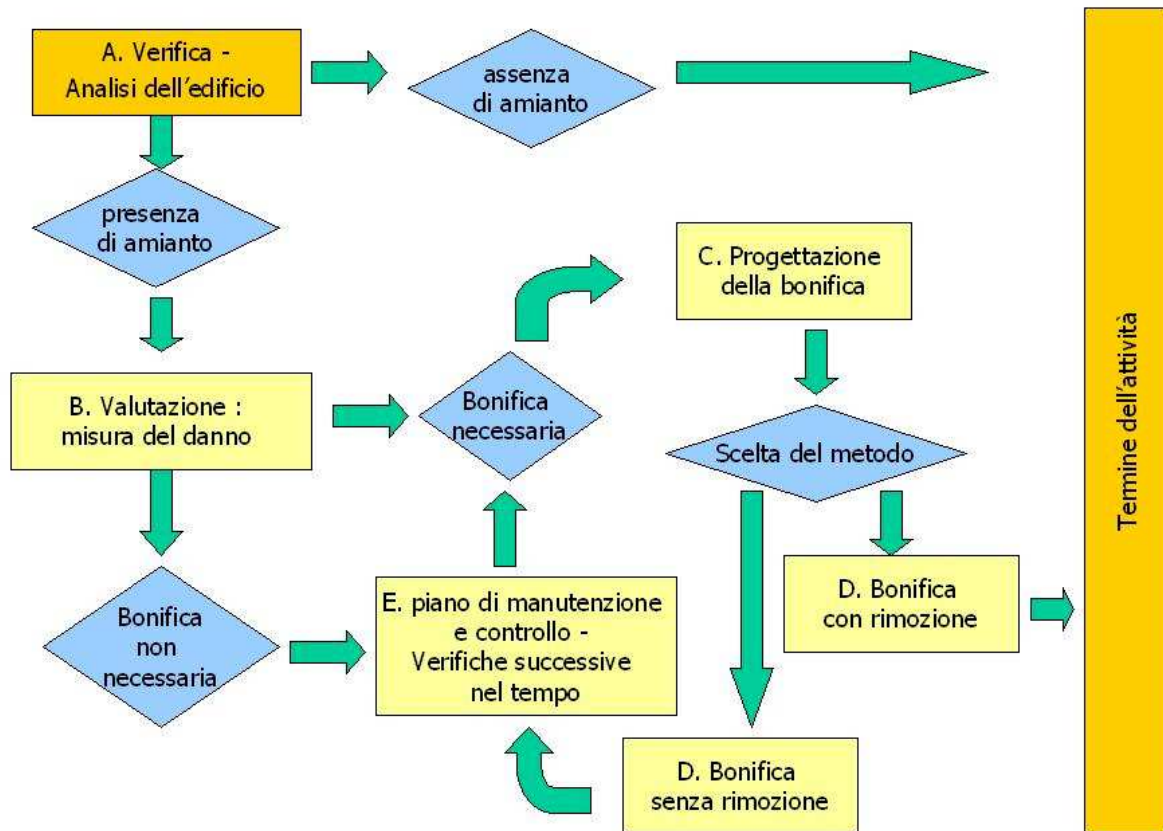 A. Verifica -
Analisi dell'edificio
assenza
di amianto
presenza
di amianto
C. Progettazione
della bonifica
B. Valutazione :
misura del danno
Bonifica
necessaria
Scelta del metodo
Bonifica
non
necessaria
E. piano di manutenzione
e controllo -
Verifiche successive
nel tempo
D. Bonifica
con rimozione
D. Bonifica
senza rimozione
Termine dell'attività